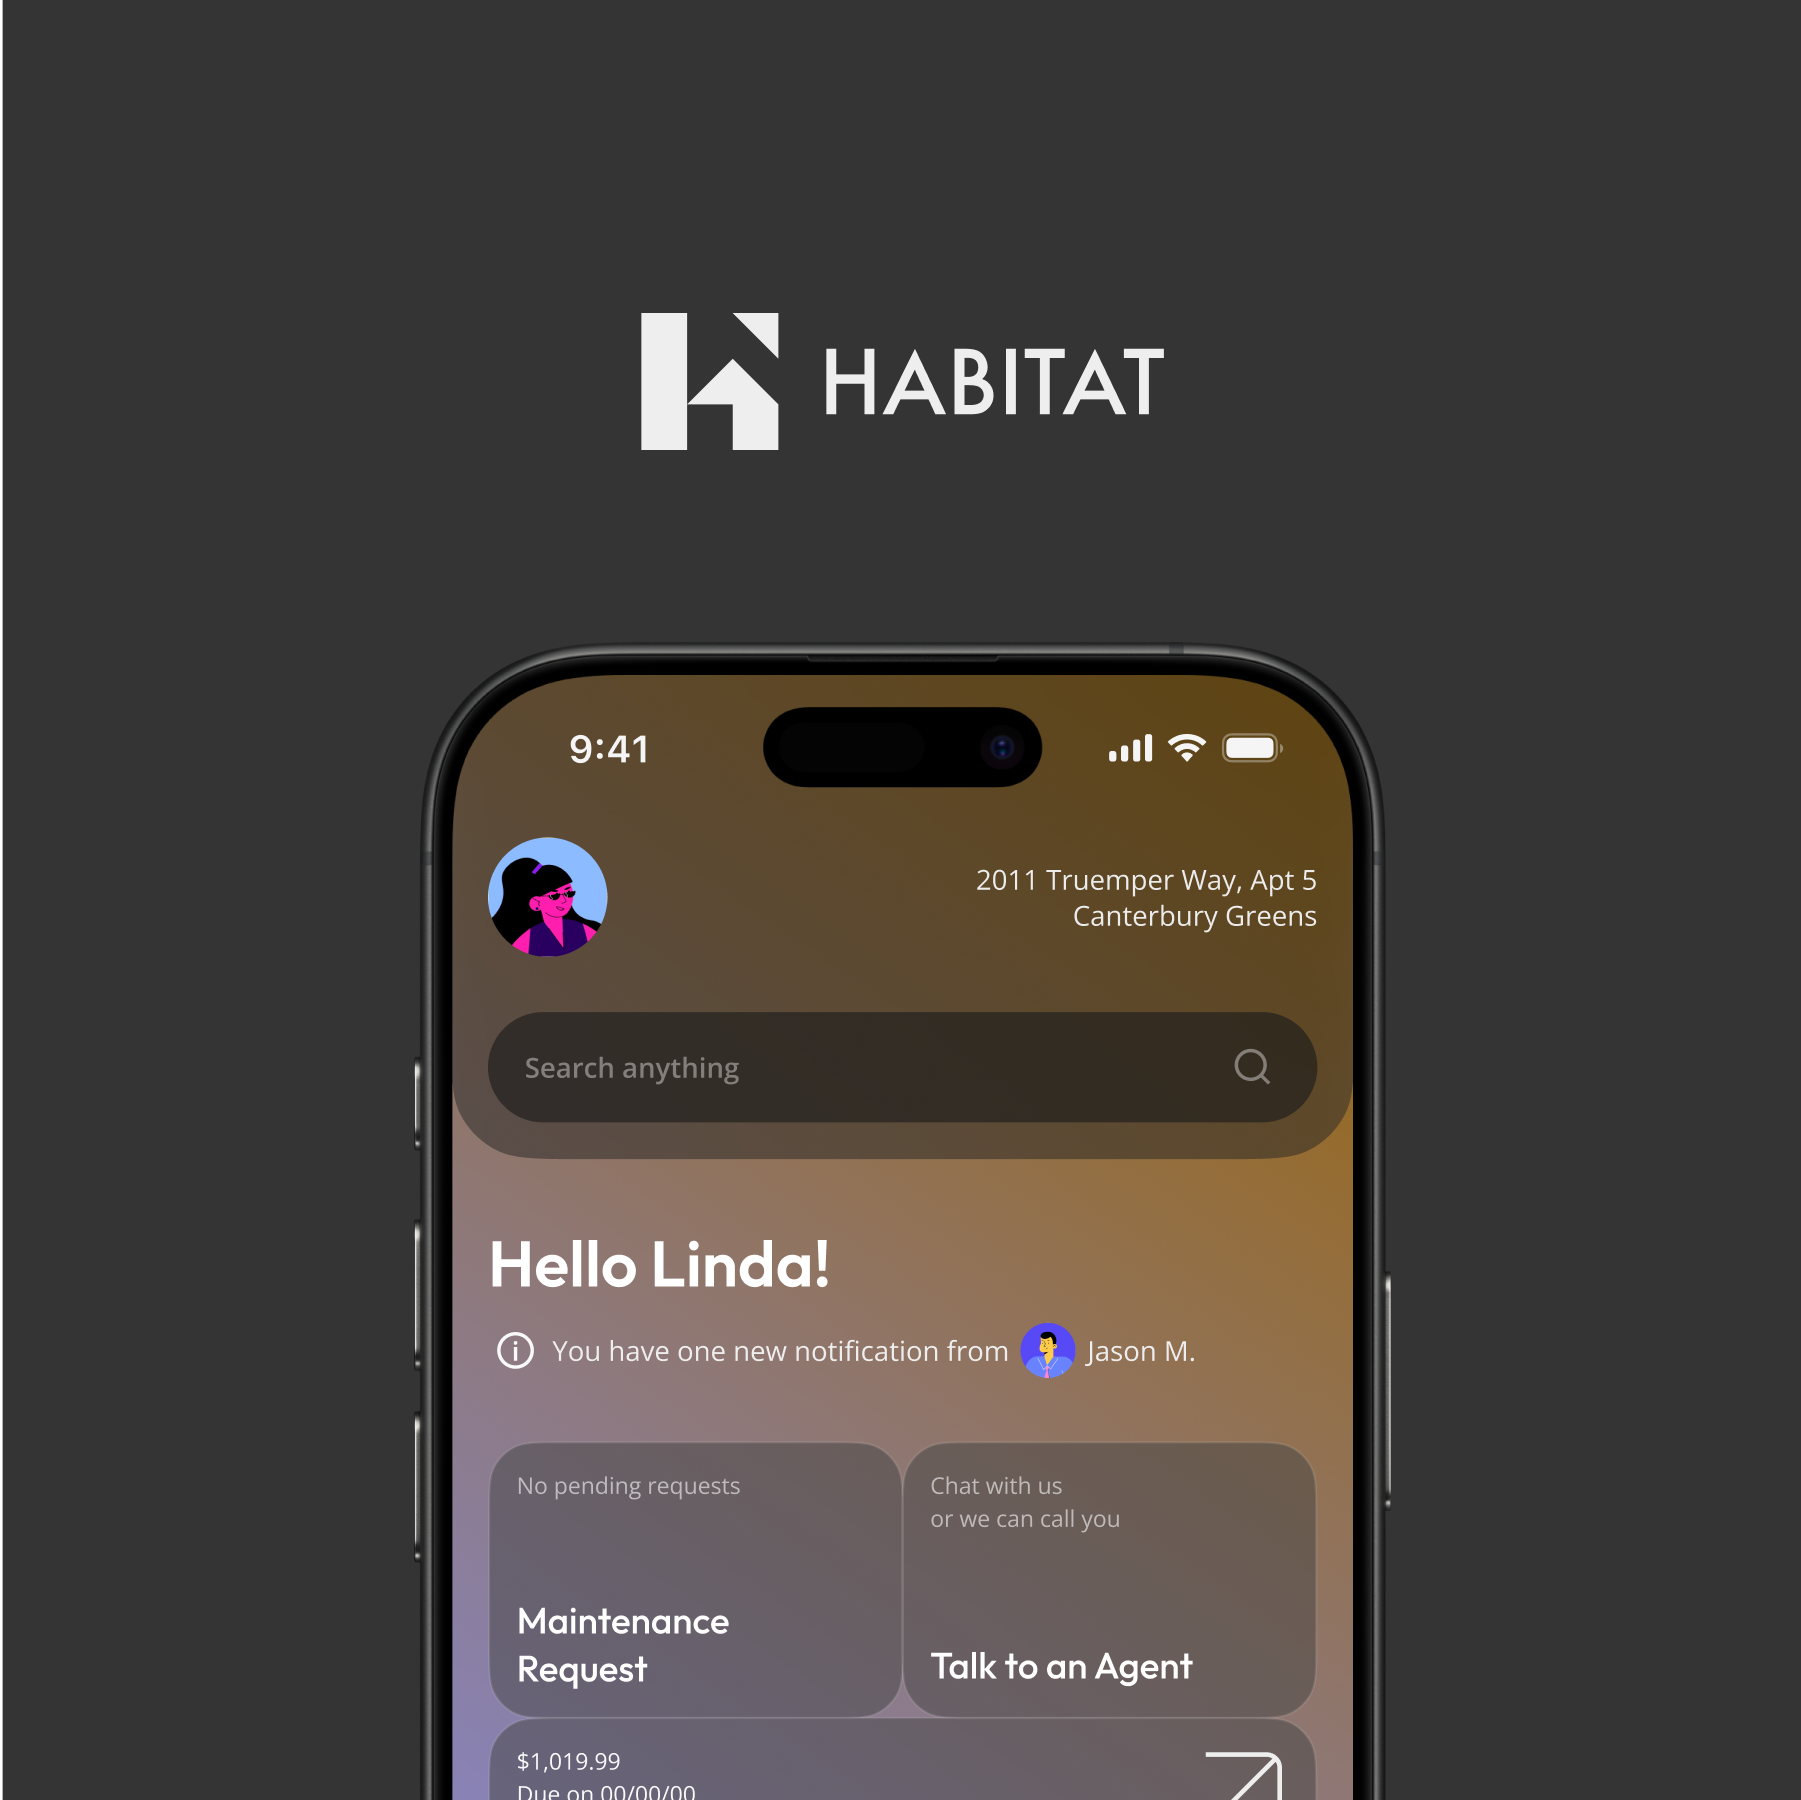 HABITAT
9:41
2011 Truemper Way, Apt 5
Canterbury Greens
Search anything
Hello Linda!
You have one new notification from Jason M.
No pending requests
Maintenance
Request
Chat with us
or we can call you
Talk to an Agent
$1,019.99
Due on 00/00/00